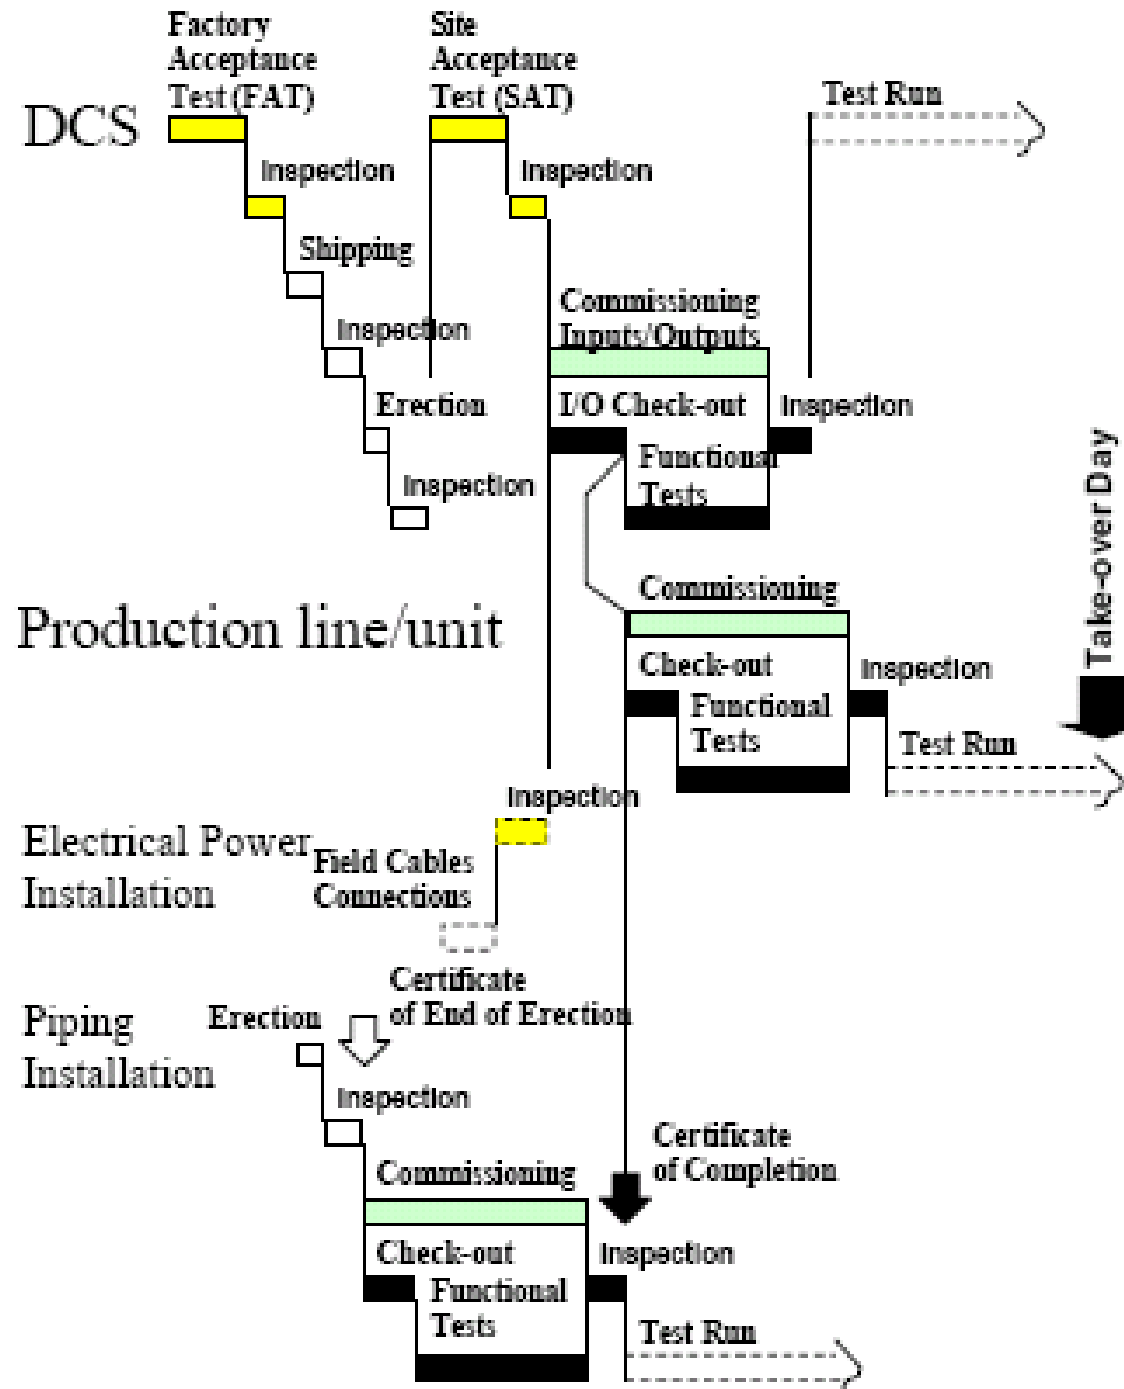 Factory
Acceptance
Test (FAT)
Site
Acceptance
Test (SAT)
Test Run
DCS
Inspection
Inspection
Shipping
Commissioning
Inputs/Outputs
Inspection
Erection
I/O Check-out
Inspection
Functional
Tests
Inspection
Take-over Day
Production line/unit
Commissioning
Check-out
Inspection
Functional
Tests
Test Run
Inspection
Electrical Power
Installation
Field Cables
Connections
Certificate
of End of Erection
Piping
Installation
Erection
Inspection
Certificate
of Completion
Commissioning
Check-out
Inspection
Functional
Tests
Test Run